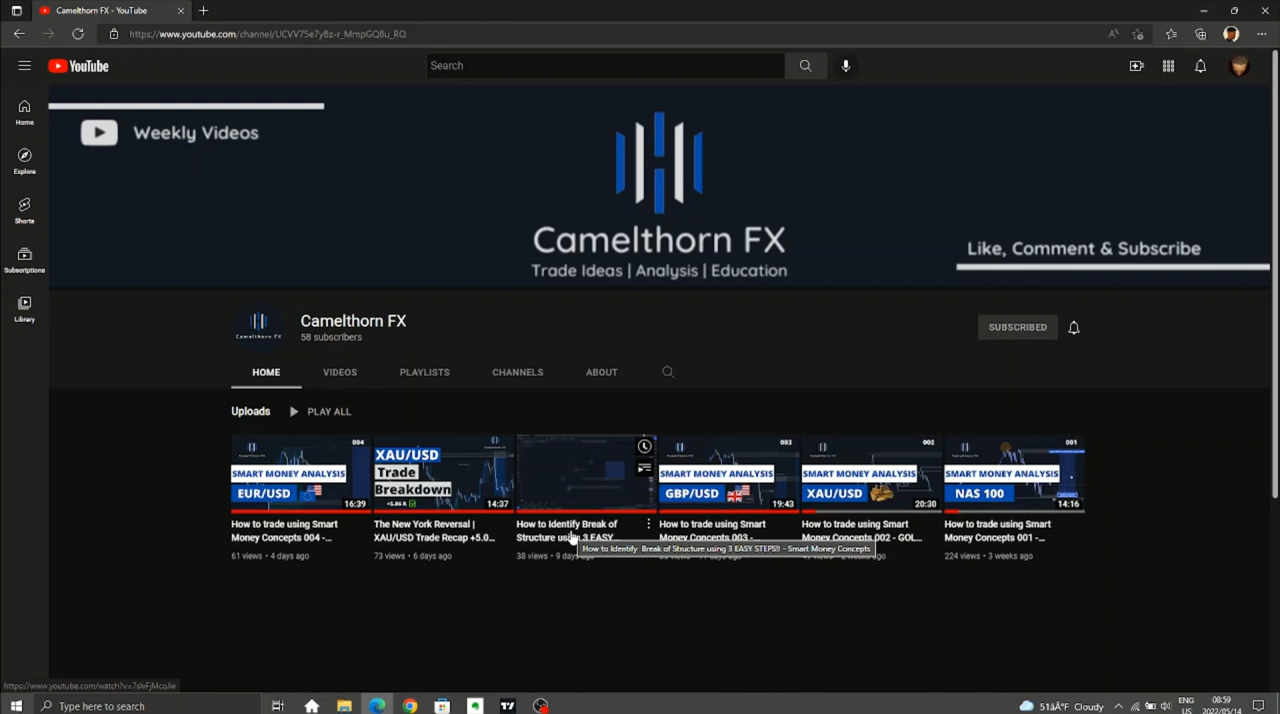 Camelthorn FX - YouTube
https://www.youtube.com/channel/UCVV75e7yBz-r_MmpGQ8u_RQ
YouTube
Search
Home
Explore
Shorts
Subscriptions
Library
Weekly Videos
Camelthorn FX
Trade Ideas | Analysis | Education
Like, Comment & Subscribe
Camelthorn FX
Camelthorn FX
58 subscribers
SUBSCRIBED
HOME VIDEOS PLAYLISTS CHANNELS ABOUT
Uploads PLAY ALL
004
SMART MONEY ANALYSIS
EUR/USD
16:39
How to trade using Smart
Money Concepts 004 -...
61 views • 4 days ago
XAU/USD
Trade
Breakdown
14:37
The New York Reversal |
XAU/USD Trade Recap +5.0...
73 views • 6 days ago
How to Identify Break of
Structure using 3 EASY...
38 views • 9 days ago
How to Identify Break of Structure using 3 EASY STEPS!! - Smart Money Concepts
003
SMART MONEY ANALYSIS
GBP/USD
19:43
How to trade using Smart
Money Concepts 003
002
SMART MONEY ANALYSIS
XAU/USD
20:30
How to trade using Smart
Money Concepts 002 - GOL...
001
SMART MONEY ANALYSIS
NAS 100
14:16
How to trade using Smart
Money Concepts 001 -...
224 views • 3 weeks ago
Type here to search
51°F Cloudy
ENG
US
08:59
2022/05/14